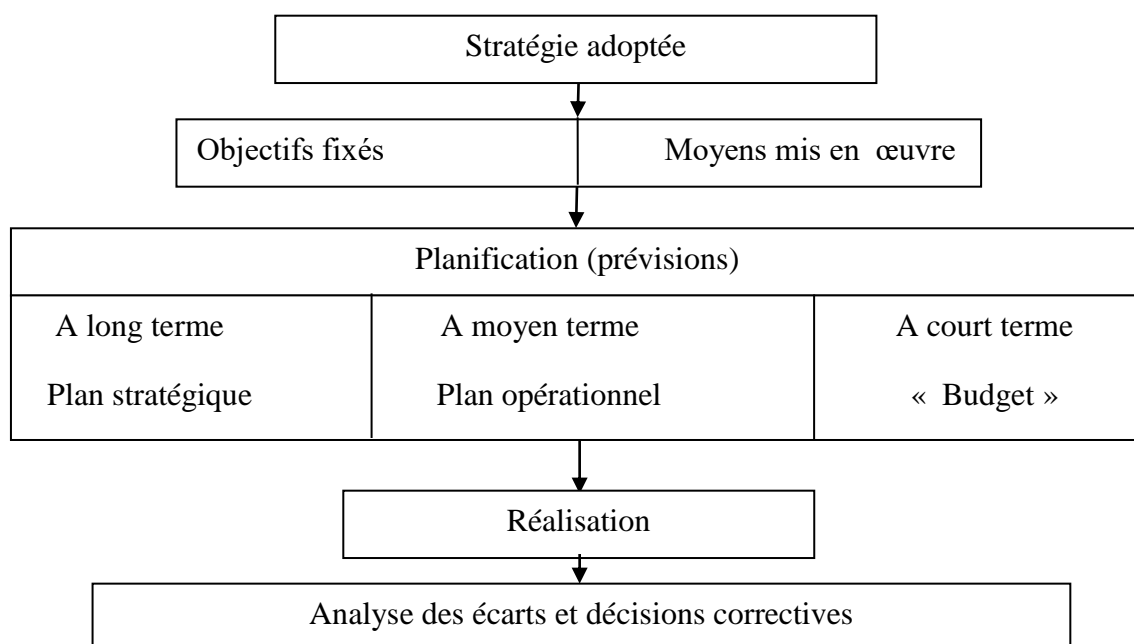 Stratégie adoptée
Objectifs fixés Moyens mis en œuvre
Planification (prévisions)
A long terme A moyen terme A court terme
Plan stratégique Plan opérationnel « Budget »
Réalisation
Analyse des écarts et décisions correctives